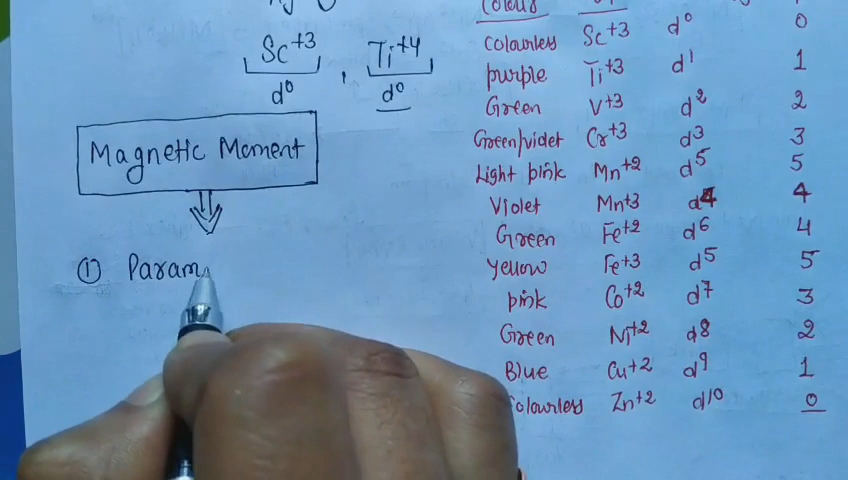 Sc+3 , Ti+4
d0 d0
Magnetic Moment
① Param
Colourless Sc+3 d0 0
purple Ti+3 d1 1
Green V+3 d2 2
Green/violet Cr+3 d3 3
Light pink Mn+2 d5 5
Violet Mn+3 d4 4
Green Fe+2 d6 4
Yellow Fe+3 d5 5
pink Co+2 d7 3
Green Ni+2 d8 2
Blue Cu+2 d9 1
Colourless Zn+2 d10 0